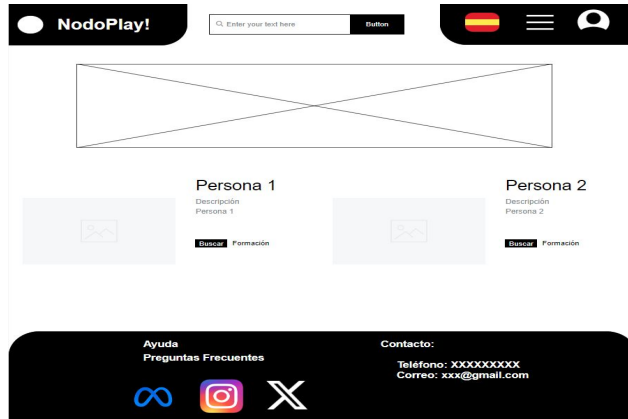 NodoPlay!
Enter your text here
Button
Persona 1
Descripción
Persona 1
Buscar Formación
Persona 2
Descripción
Persona 2
Buscar Formación
Ayuda
Preguntas Frecuentes
Contacto:
Teléfono: XXXXXXXXX
Correo: xxx@gmail.com